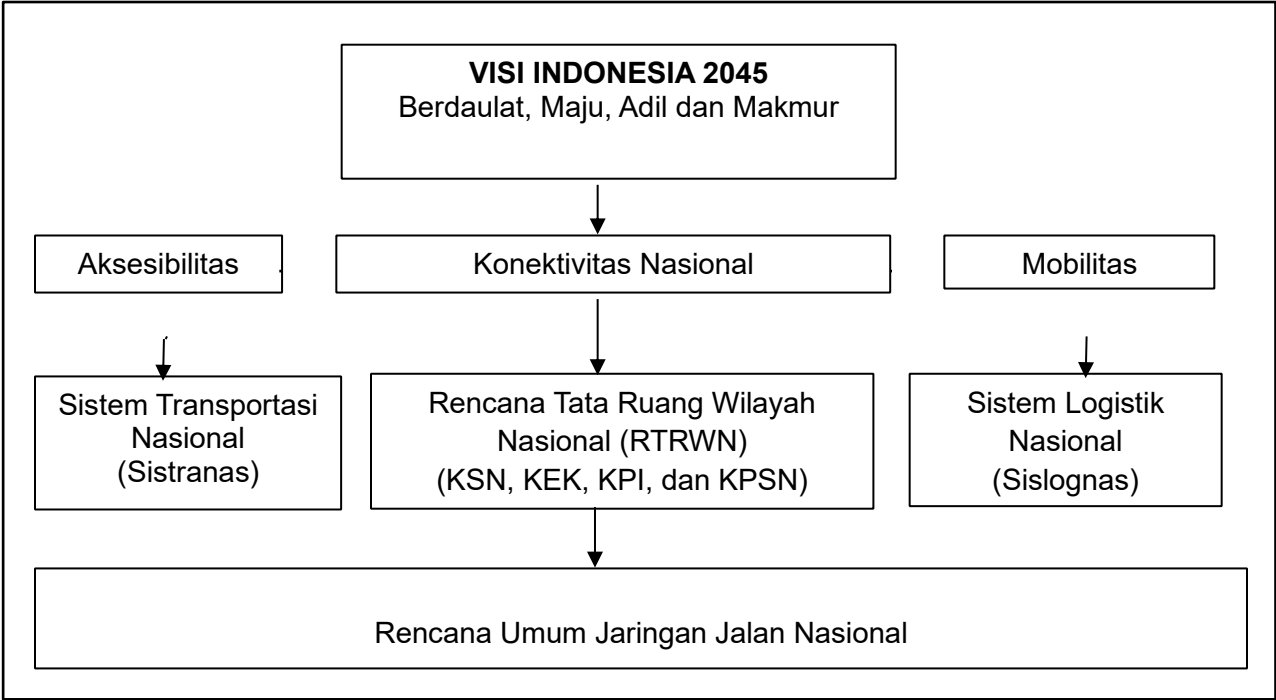 VISI INDONESIA 2045
Berdaulat, Maju, Adil dan Makmur
Aksesibilitas
Konektivitas Nasional
Mobilitas
Sistem Transportasi
Nasional
(Sistranas)
Rencana Tata Ruang Wilayah
Nasional (RTRWN)
(KSN, KEK, KPI, dan KPSN)
Sistem Logistik
Nasional
(Sislognas)
Rencana Umum Jaringan Jalan Nasional